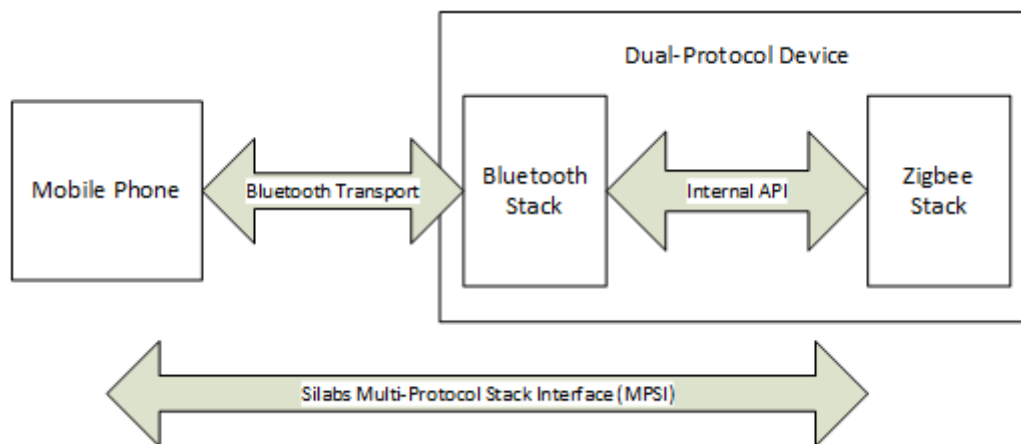 Dual-Protocol Device
Mobile Phone
Bluetooth Transport
Bluetooth
Stack
Internal API
Zigbee
Stack
Silabs Multi-Protocol Stack Interface (MPSI)